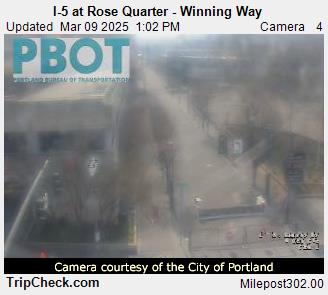 I-5 at Rose Quarter - Winning Way
Updated Mar 09 2025 1:02 PM Camera 4
PBOT
PORTLAND BUREAU OF TRANSPORTATION
Camera courtesy of the City of Portland
TripCheck.com Milepost302.00